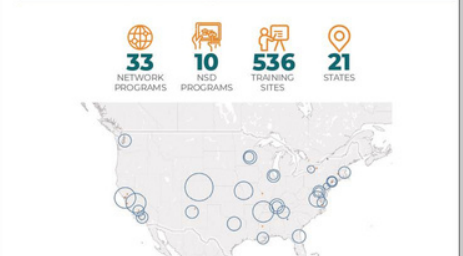 33
NETWORK
PROGRAMS
10
NSD
PROGRAMS
536
TRAINING
SITES
21
STATES